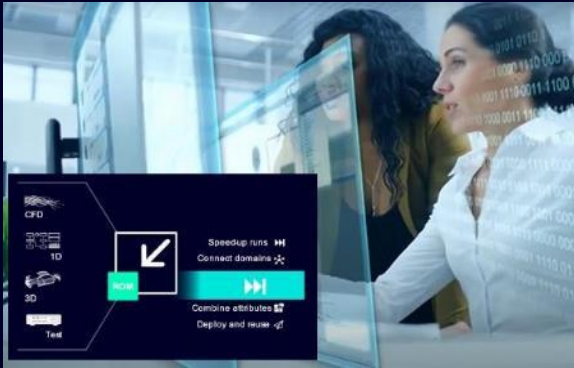 CFD
1D
3D
Test
ROM
Speedup runs
Connect domains
Combine attributes
Deploy and reuse